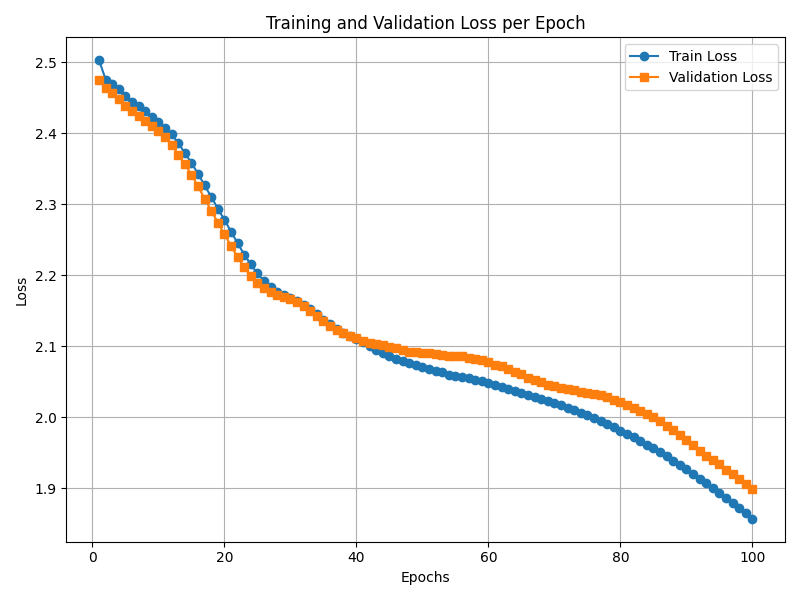 Training and Validation Loss per Epoch
Train Loss
Validation Loss
2.5
2.4
2.3
2.2
2.1
2.0
1.9
Loss
0 20 40 60 80 100
Epochs